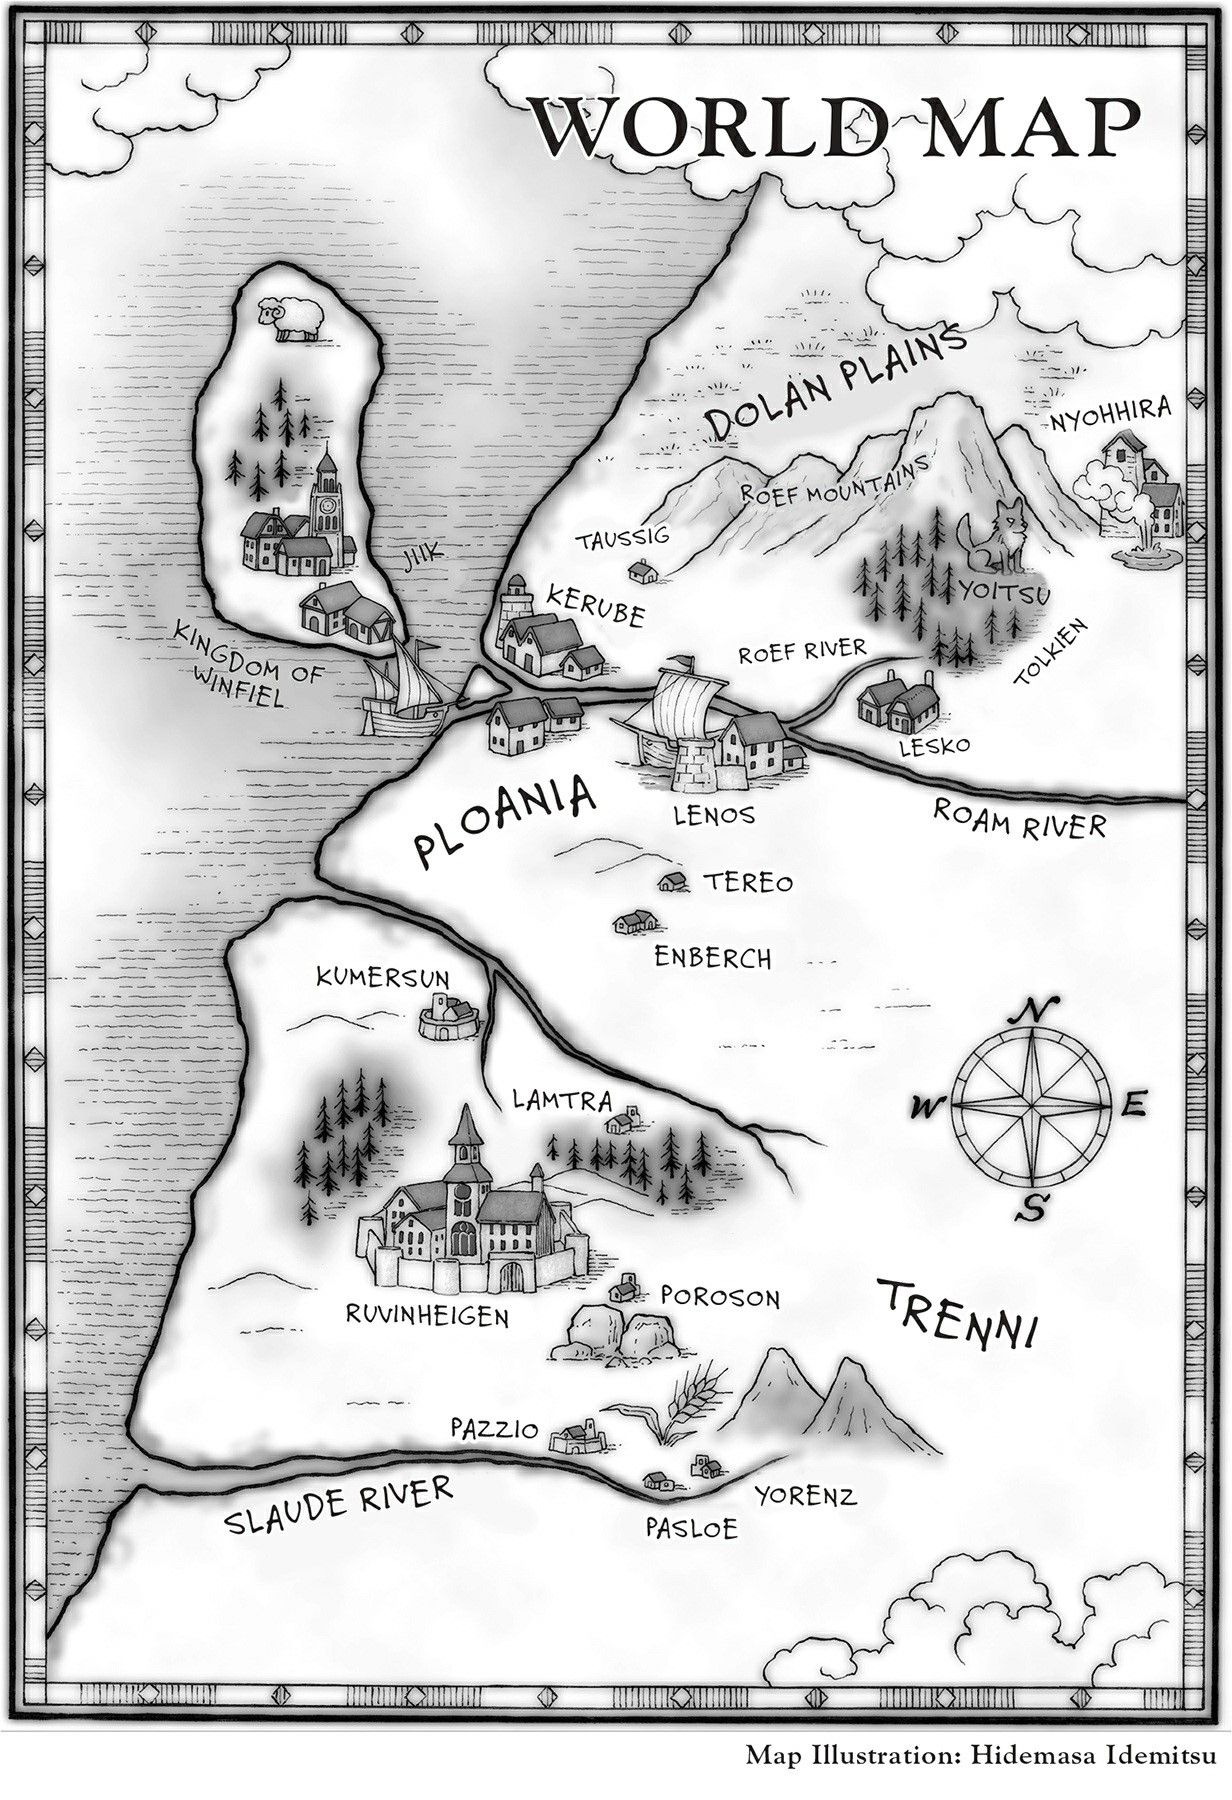 WORLD MAP
DOLAN PLAINS
NYOHHIRA
ROEF MOUNTAINS
TAUSSIG
JIIK
YOITSU
KERUBE
KINGDOM OF
WINFIEL
ROEF RIVER
TOLKIEN
LESKO
PLOANIA
LENOS
ROAM RIVER
TEREO
ENBERCH
KUMERSUN
N
W
E
S
LAMTRA
RUVINHEIGEN
POROSON
TRENNI
PAZZIO
SLAUDE RIVER
YORENZ
PASLOE
Map Illustration: Hidemasa Idemitsu